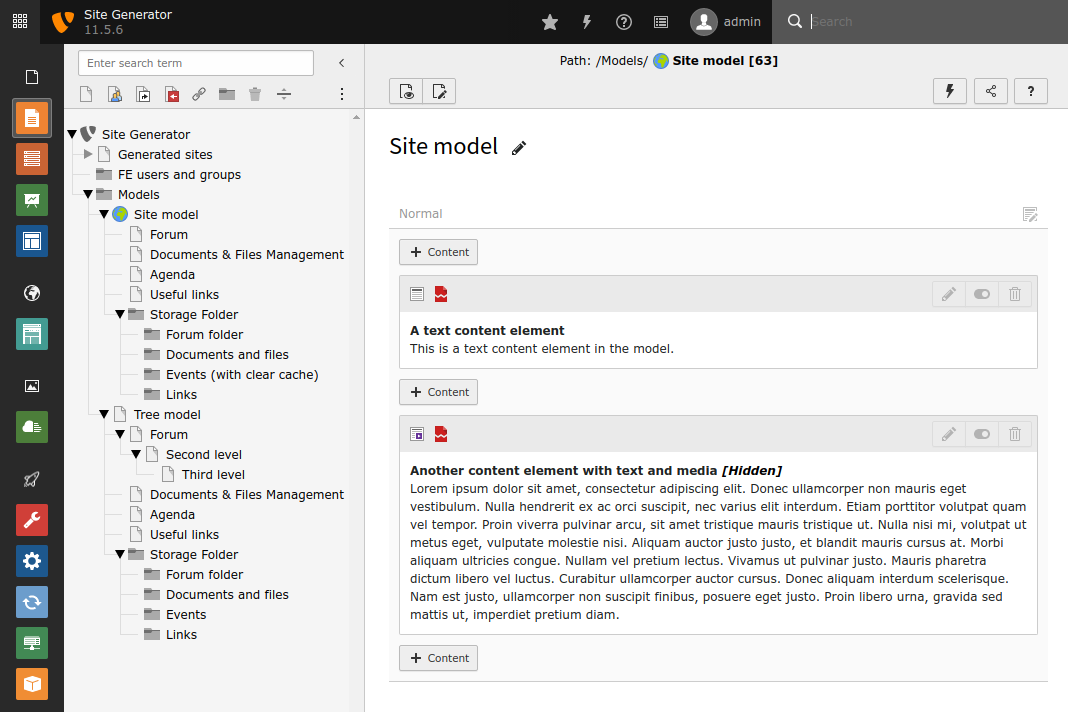 Site Generator
11.5.6
admin
Search
Enter search term
Path: /Models/ Site model [63]
?
Site Generator
Generated sites
FE users and groups
Models
Site model
Forum
Documents & Files Management
Agenda
Useful links
Storage Folder
Forum folder
Documents and files
Events (with clear cache)
Links
Tree model
Forum
Second level
Third level
Documents & Files Management
Agenda
Useful links
Storage Folder
Forum folder
Documents and files
Events
Links
Site model
Normal
+ Content
A text content element
This is a text content element in the model.
+ Content
Another content element with text and media [Hidden]
Lorem ipsum dolor sit amet, consectetur adipiscing elit. Donec ullamcorper non mauris eget
vestibulum. Nulla hendrerit ex ac orci suscipit, nec varius elit interdum. Etiam porttitor volutpat quam
vel tempor. Proin viverra pulvinar arcu, sit amet tristique mauris tristique ut. Nulla nisi mi, volutpat ut
metus eget, vulputate molestie nisi. Aliquam auctor justo justo, et blandit mauris cursus at. Morbi
aliquam ultricies congue. Nullam vel pretium lectus. Vivamus ut pulvinar justo. Mauris pharetra
dictum libero vel luctus. Curabitur ullamcorper auctor cursus. Donec aliquam interdum scelerisque.
Nam est justo, ullamcorper non suscipit finibus, posuere eget justo. Proin libero urna, gravida sed
mattis ut, imperdiet pretium diam.
+ Content